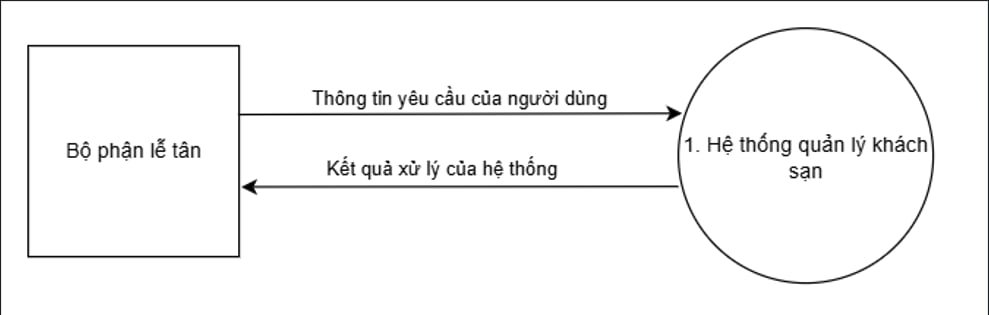 Thông tin yêu cầu của người dùng
Bộ phận lễ tân
1. Hệ thống quản lý khách
sạn
Kết quả xử lý của hệ thống